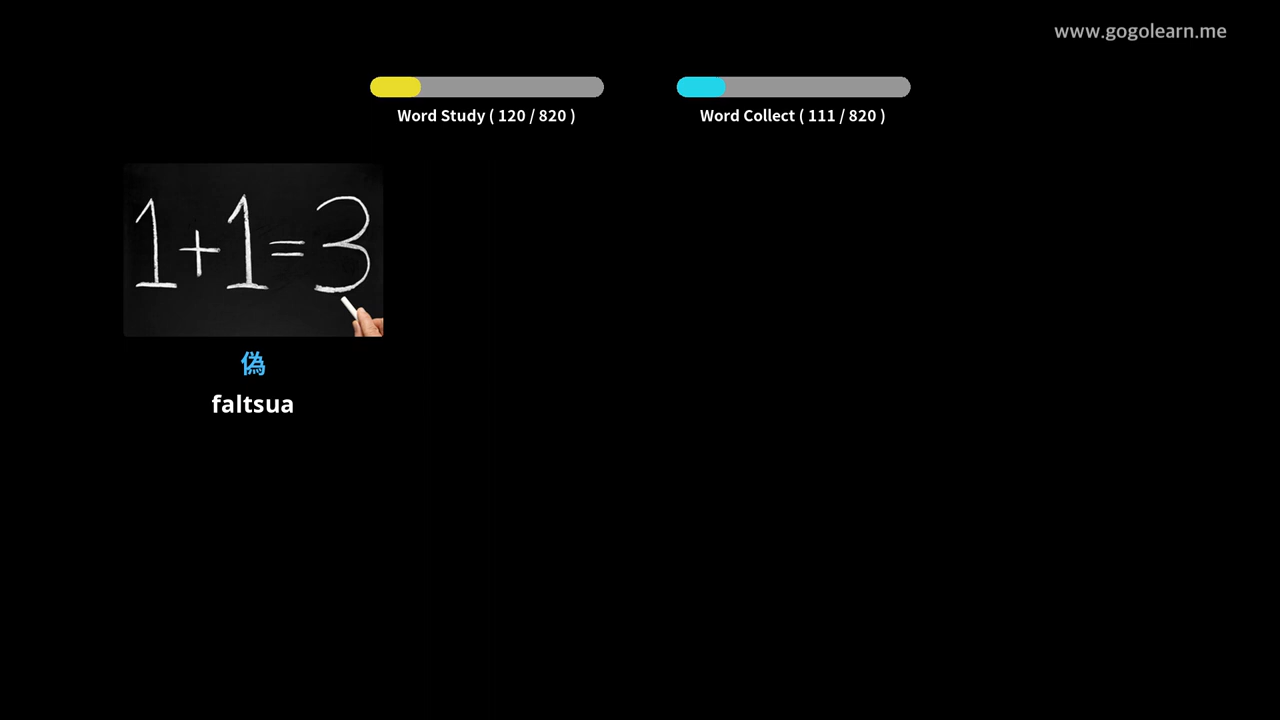 www.gogolearn.me
Word Study ( 120 / 820 )
Word Collect ( 111 / 820 )
1+1=3
偽
faltsua